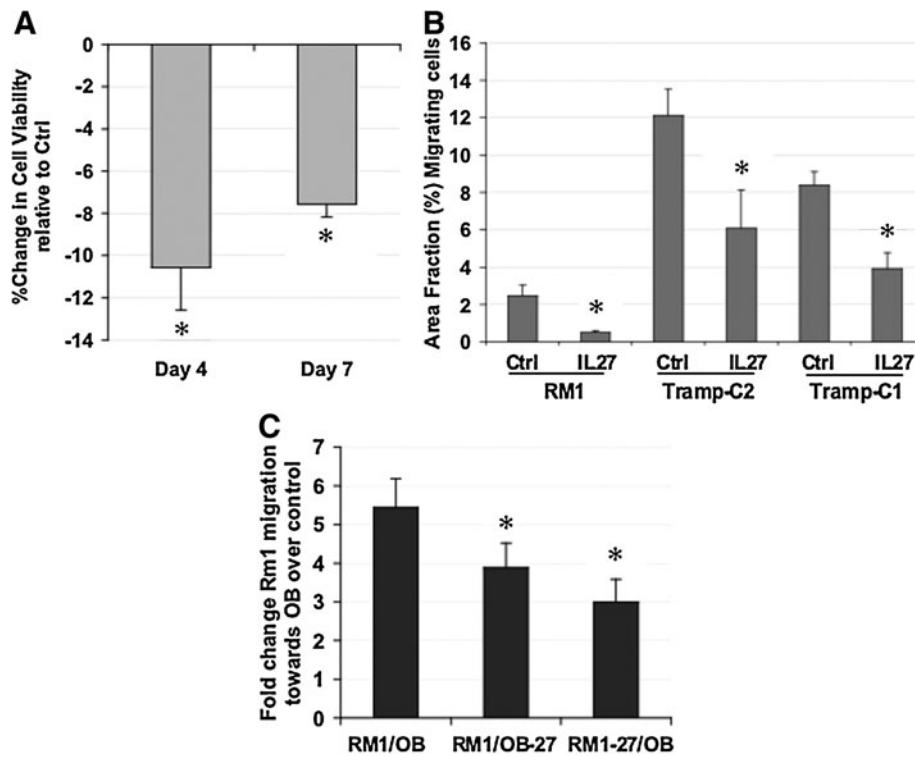 A
%Change in Cell Viability
relative to Ctrl
0
-2
-4
-6
-8
-10
-12
-14
*
*
Day 4
Day 7
B
Area Fraction (%) Migrating cells
16
14
12
10
8
6
4
2
0
*
*
*
Ctrl IL27 Ctrl IL27 Ctrl IL27
RM1 Tramp-C2 Tramp-C1
C
Fold change Rm1 migration
towards OB over control
7
6
5
4
3
2
1
0
*
*
RM1/OB RM1/OB-27 RM1-27/OB